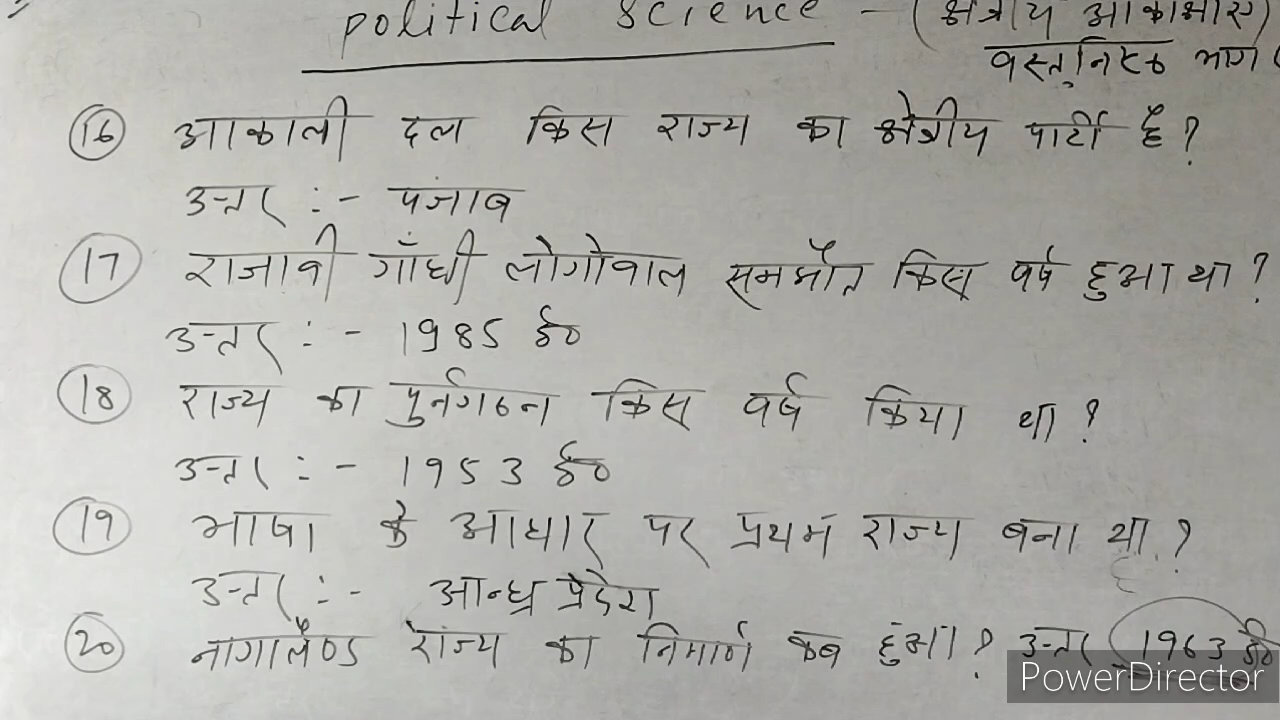 Political Science - (क्षेत्रीय आकांक्षाएं)
वस्तुनिष्ठ भाग (
16 आकाली दल किस राज्य का क्षेत्रीय पार्टी है?
उत्तर :- पंजाब
17 राजीव गाँधी लोगोवाल समझौत किस वर्ष हुआ था?
उत्तर :- 1985 ई०
18 राज्य का पुर्नगठन किस वर्ष किया था?
उत्तर :- 1953 ई०
19 भाषा के आधार पर प्रथम राज्य बना था?
उत्तर :- आन्ध्र प्रदेश
20 नागालैण्ड राज्य का निमार्ण कब हुआ? उत्तर 1963 ई०
PowerDirector